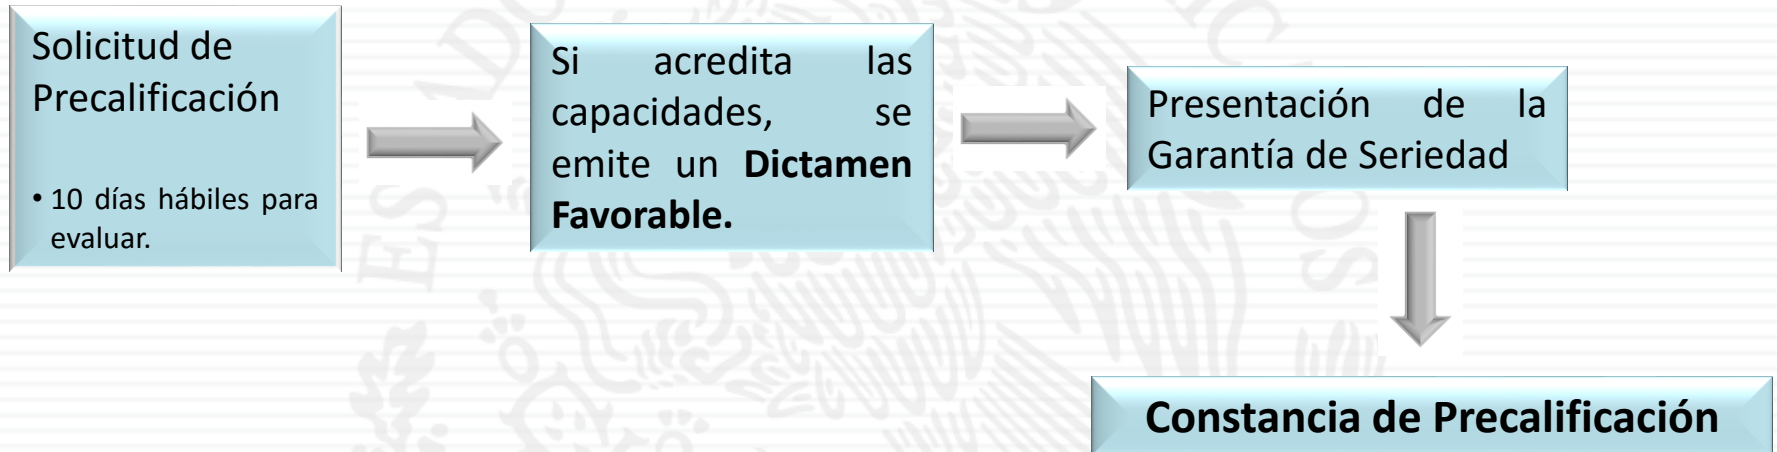 Solicitud de
Precalificación
• 10 días hábiles para
evaluar.
Si acredita las
capacidades, se
emite un Dictamen
Favorable.
Presentación de la
Garantía de Seriedad
Constancia de Precalificación